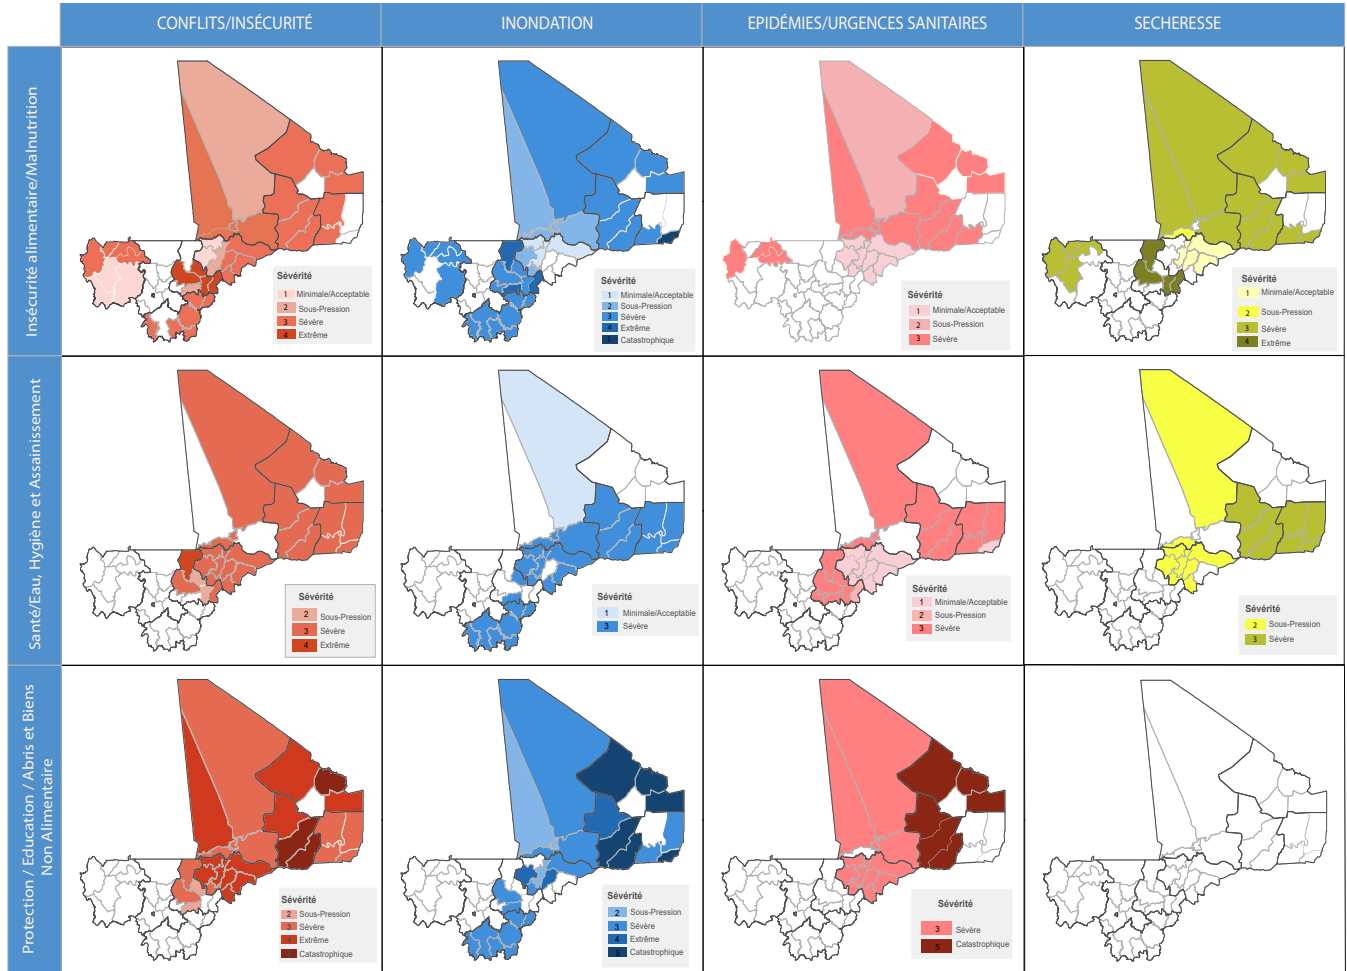 CONFLITS/INSÉCURITÉ
INONDATION
EPIDÉMIES/URGENCES SANITAIRES
SECHERESSE
Insécurité alimentaire/Malnutrition
Sévérité
1 Minimale/Acceptable
2 Sous-Pression
3 Sévère
4 Extrême
Sévérité
1 Minimale/Acceptable
2 Sous-Pression
3 Sévère
4 Extrême
Catastrophique
Sévérité
1 Minimale/Acceptable
2 Sous-Pression
3 Sévère
Sévérité
1 Minimale/Acceptable
2 Sous-Pression
3 Sévère
4 Extrême
Santé/Eau, Hygiène et Assainissement
Sévérité
2 Sous-Pression
3 Sévère
4 Extrême
Sévérité
1 Minimale/Acceptable
3 Sévère
Sévérité
1 Minimale/Acceptable
2 Sous-Pression
3 Sévère
Sévérité
2 Sous-Pression
3 Sévère
Protection / Education / Abris et Biens
Non Alimentaire
Sévérité
2 Sous-Pression
3 Sévère
Extrême
Catastrophique
Sévérité
2 Sous-Pression
3 Sévère
4 Extrême
5 Catastrophique
Sévérité
3 Sévère
5 Catastrophique